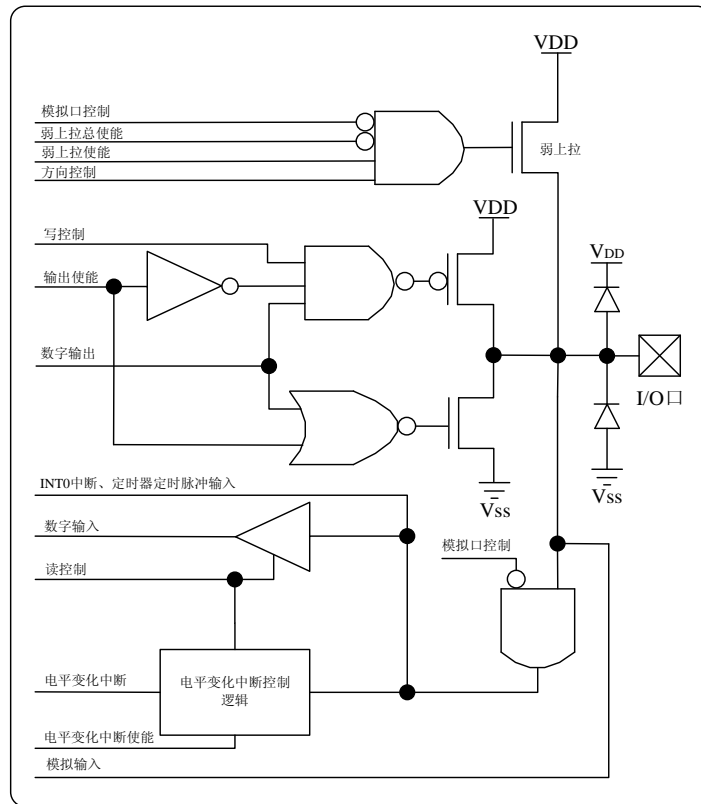 VDD
模拟口控制
弱上拉总使能
弱上拉使能
方向控制
弱上拉
VDD
写控制
输出使能
数字输出
VDD
I/O口
Vss
Vss
INT0中断、定时器定时脉冲输入
数字输入
读控制
模拟口控制
电平变化中断
电平变化中断控制
逻辑
电平变化中断使能
模拟输入